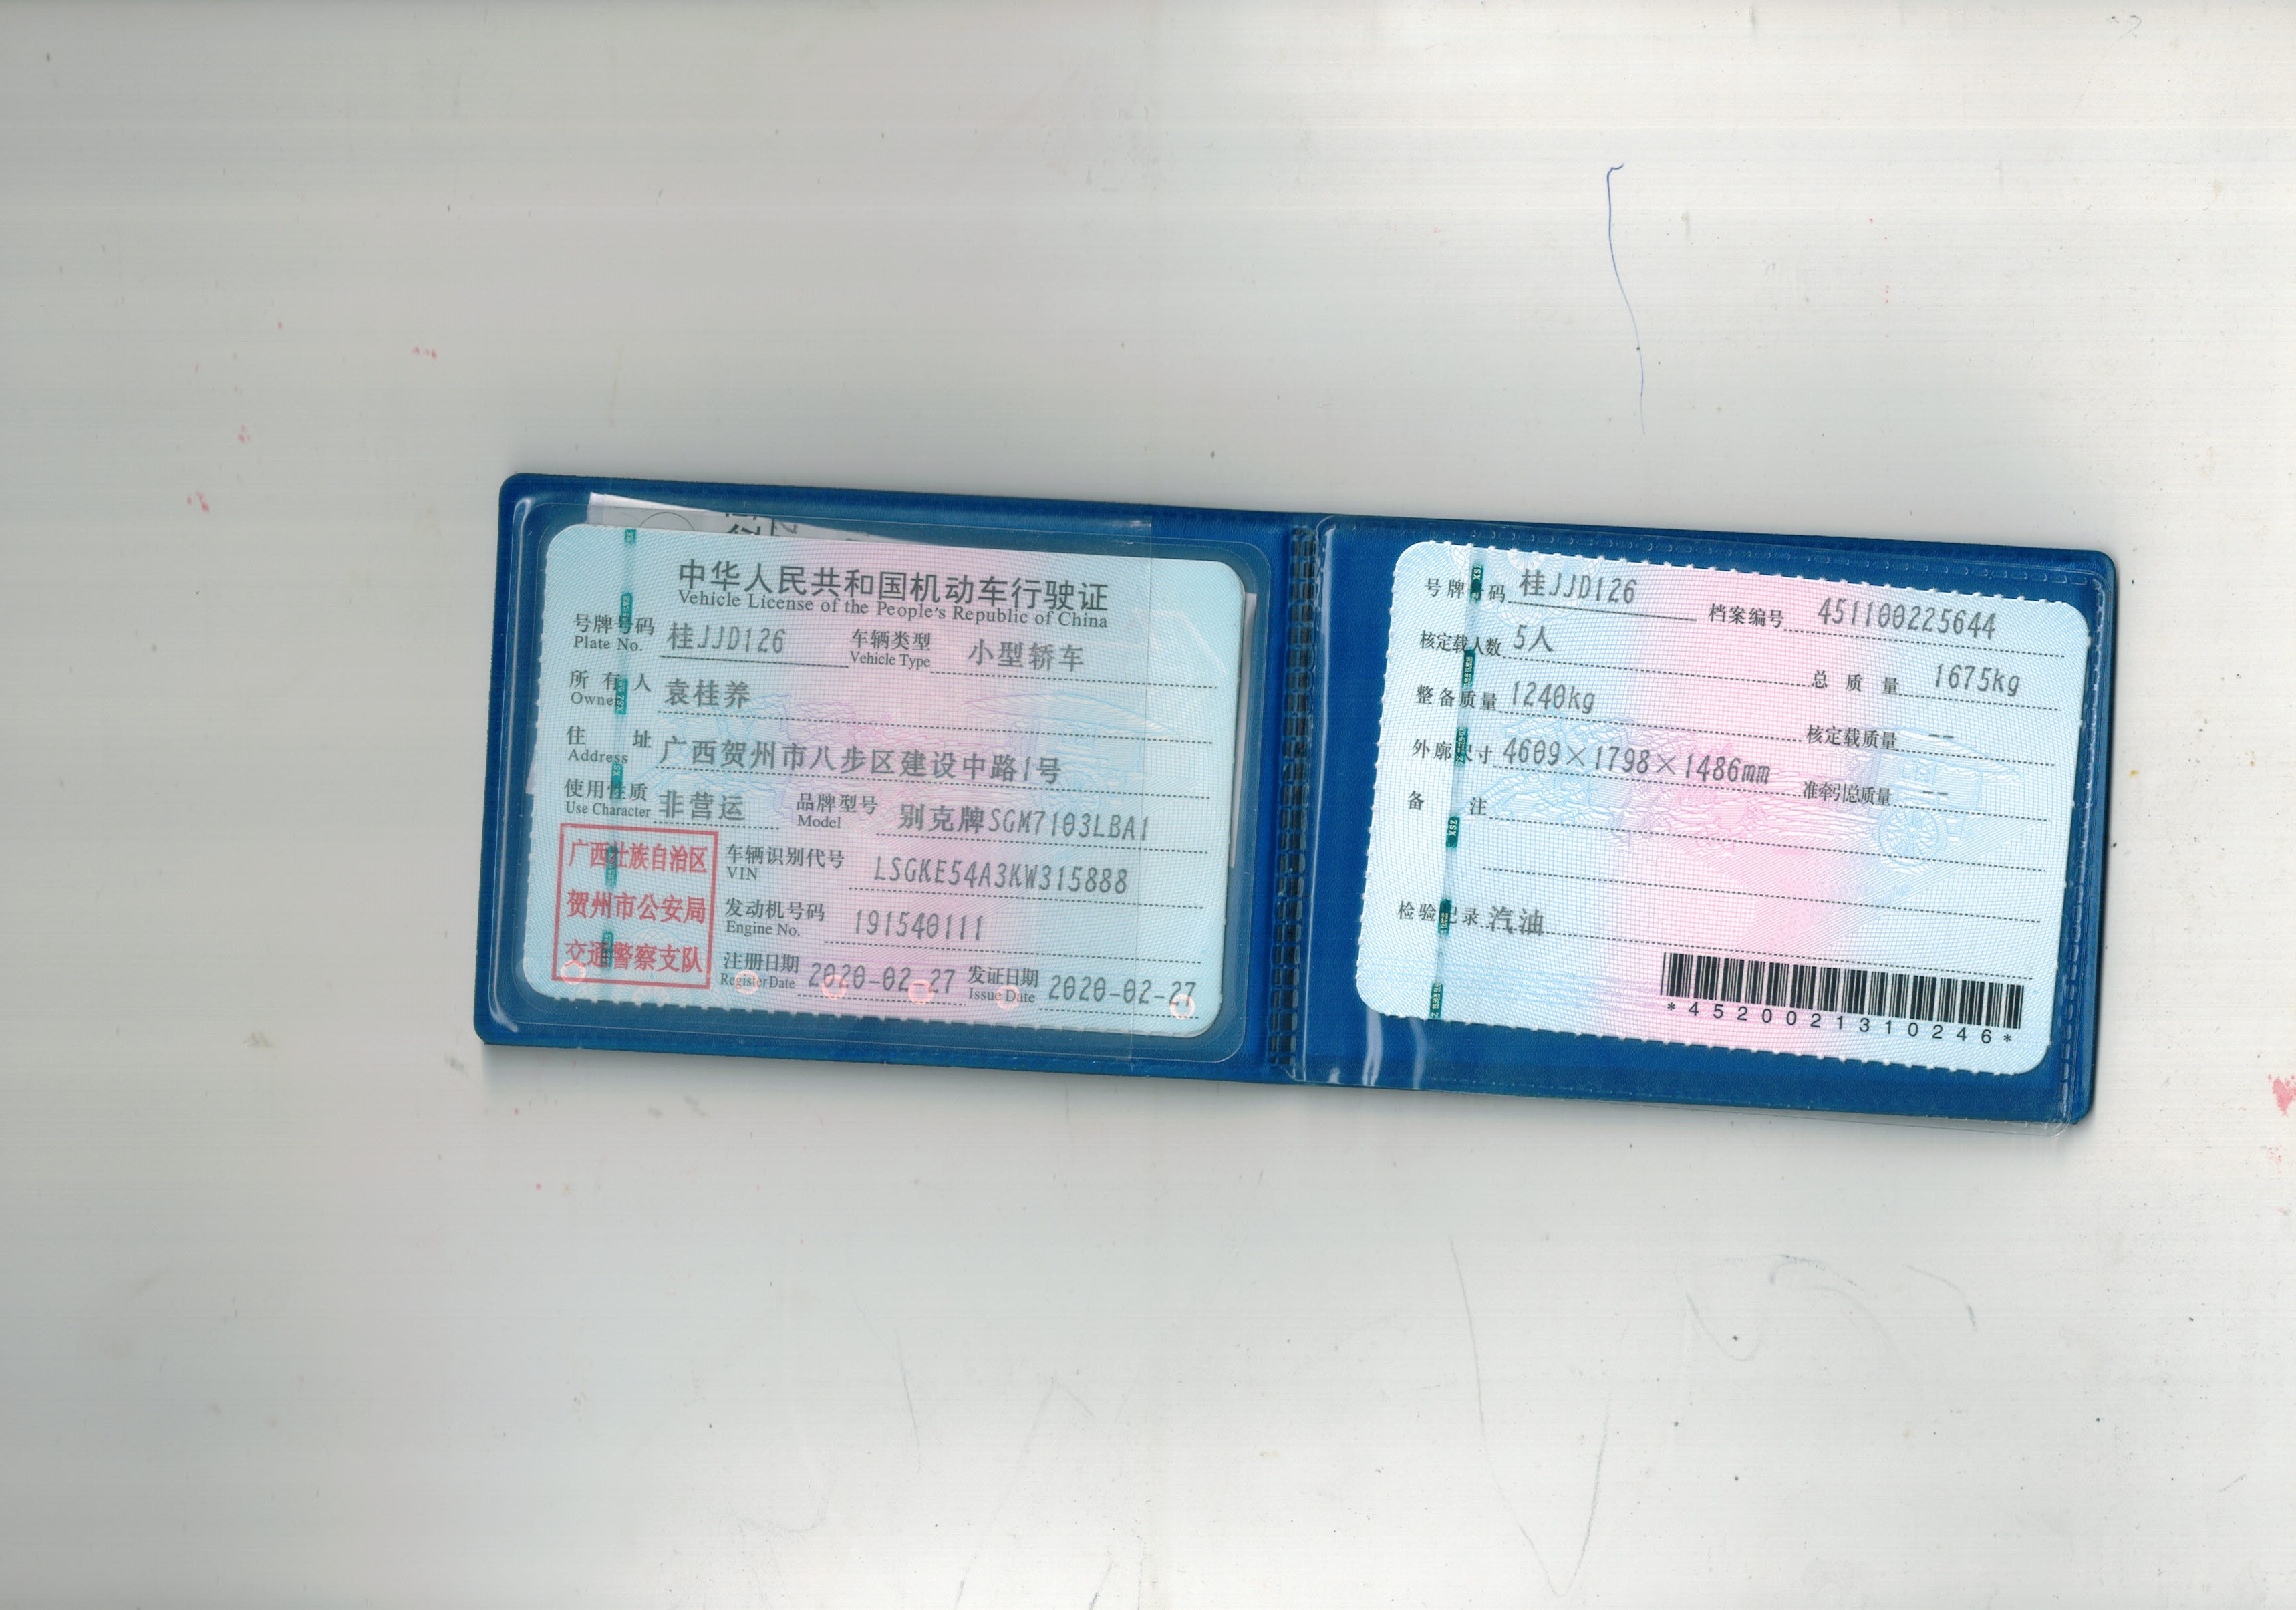 中华人民共和国机动车行驶证
Vehicle License of the People's Republic of China
号牌号码 桂JJD126 车辆类型 小型轿车
Plate No. Vehicle Type
所有人 袁桂养
Owner
住址 广西贺州市八步区建设中路1号
Address
使用性质 非营运 品牌型号 别克牌SGM7103LBA1
Use Character Model
广西壮族自治区
贺州市公安局
交通警察支队
车辆识别代号 LSGKE54A3KW315888
VIN
发动机号码 191540111
Engine No.
注册日期 2020-02-27 发证日期 2020-02-27
Register Date Issue Date
号牌号码 桂JJD126 档案编号 451100225644
核定载人数 5人 总质量 1675kg
整备质量 1240kg 核定载质量 --
外廓尺寸 4609×1798×1486mm 准牵引总质量 --
备注
检验记录 汽油
*4520021310246*